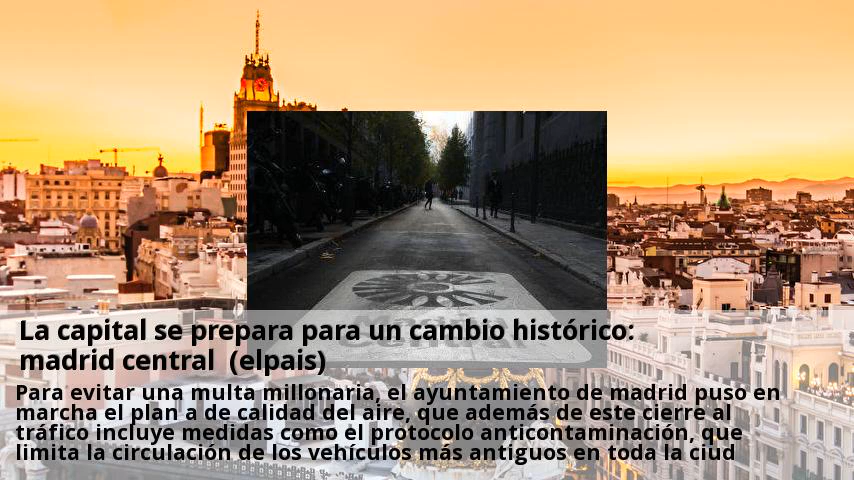 La capital se prepara para un cambio histórico:
madrid central (elpais)
Para evitar una multa millonaria, el ayuntamiento de madrid puso en
marcha el plan a de calidad del aire, que además de este cierre al
tráfico incluye medidas como el protocolo anticontaminación, que
limita la circulación de los vehículos más antiguos en toda la ciud